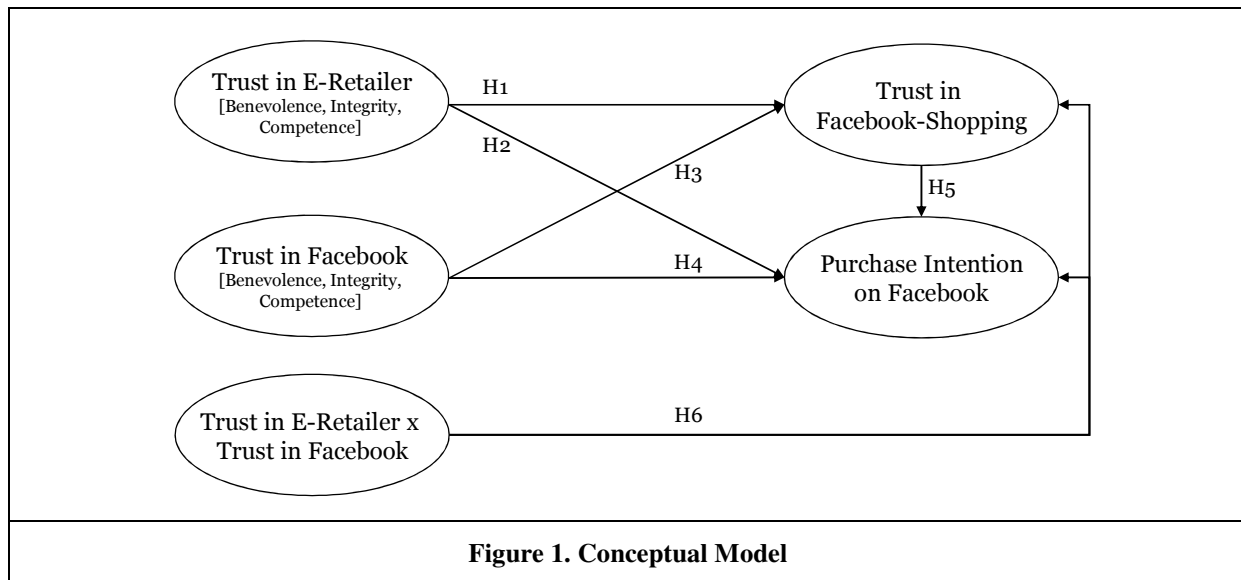 Trust in E-Retailer
[Benevolence, Integrity,
Competence]
H1
H2
Trust in
Facebook-Shopping
H3
H5
Trust in Facebook
[Benevolence, Integrity,
Competence]
H4
Purchase Intention
on Facebook
Trust in E-Retailer x
Trust in Facebook
H6
Figure 1. Conceptual Model